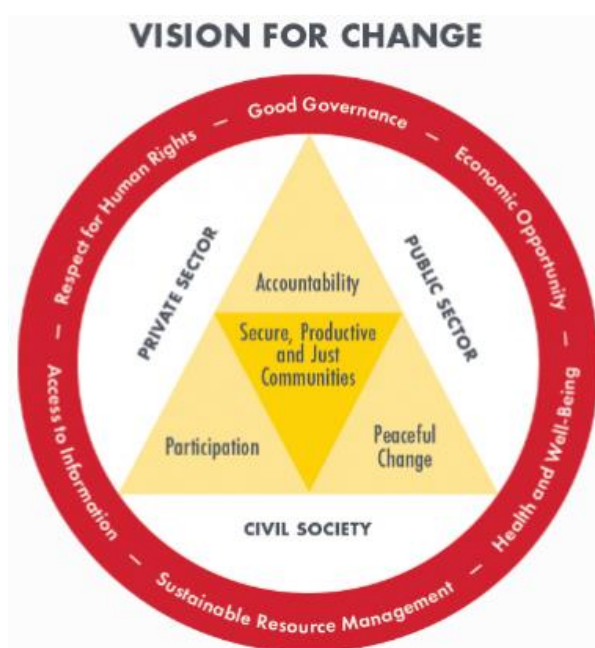 VISION FOR CHANGE
Good Governance — Economic Opportunity — Health and Well-Being — Sustainable Resource Management — Access to Information — Respect for Human Rights —
PRIVATE SECTOR
PUBLIC SECTOR
Accountability
Secure, Productive
and Just
Communities
Participation
Peaceful
Change
CIVIL SOCIETY